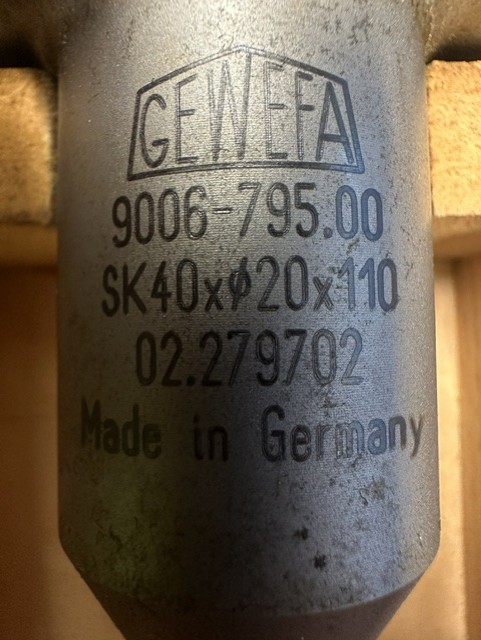 GEWEFA
9006-795.00
SK40xϕ20x110
02.279702
Made in Germany